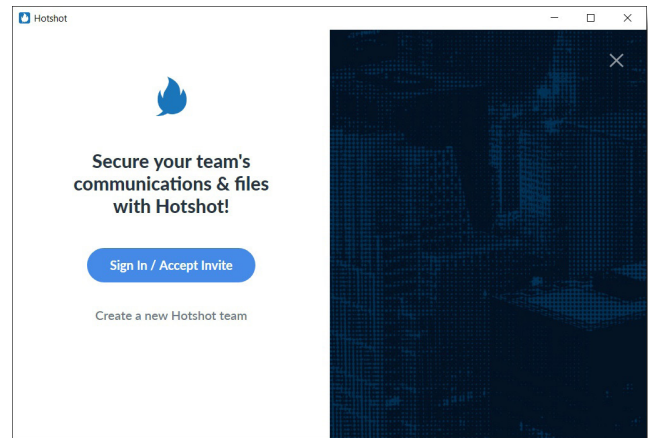 Hotshot
Secure your team's
communications & files
with Hotshot!
Sign In / Accept Invite
Create a new Hotshot team